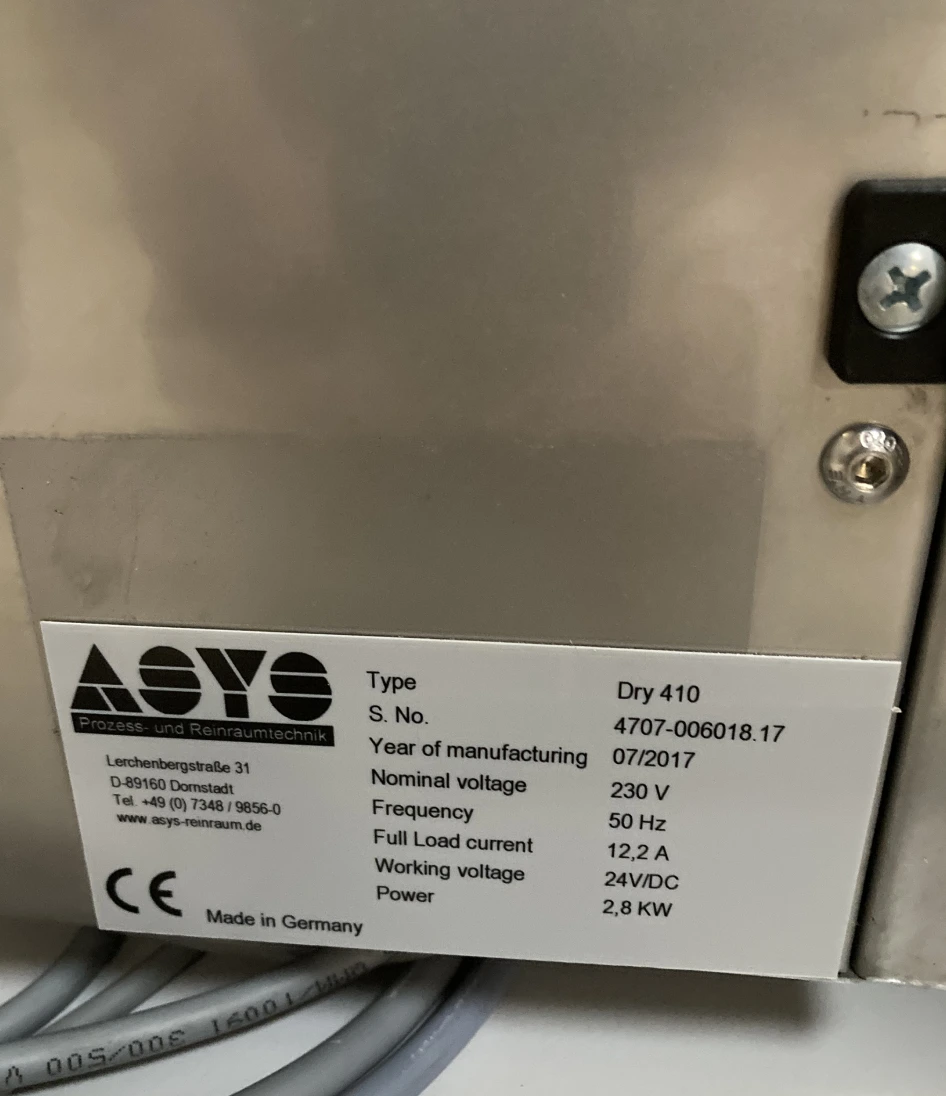 ASYS
Prozess- und Reinraumtechnik
Lerchenbergstraße 31
D-89160 Dornstadt
Tel. +49 (0) 7348 / 9856-0
www.asys-reinraum.de
CE
Made in Germany
Type Dry 410
S. No. 4707-006018.17
Year of manufacturing 07/2017
Nominal voltage 230 V
Frequency 50 Hz
Full Load current 12,2 A
Working voltage 24V/DC
Power 2,8 KW
300/500 V